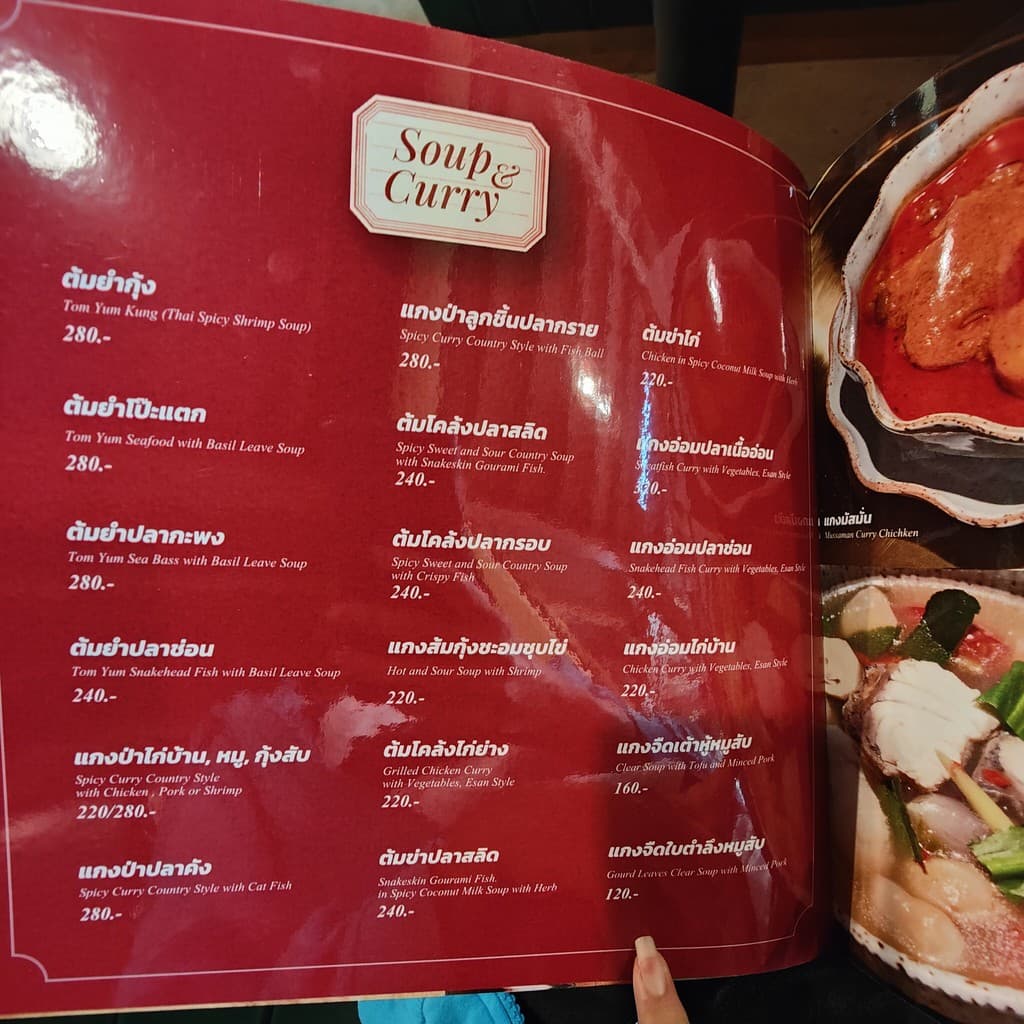 Soup &
Curry
ต้มยำกุ้ง
Tom Yum Kung (Thai Spicy Shrimp Soup)
280.-
ต้มยำโป๊ะแตก
Tom Yum Seafood with Basil Leave Soup
280.-
ต้มยำปลากะพง
Tom Yum Sea Bass with Basil Leave Soup
280.-
ต้มยำปลาช่อน
Tom Yum Snakehead Fish with Basil Leave Soup
240.-
แกงป่าไก่บ้าน, หมู, กุ้งสับ
Spicy Curry Country Style
with Chicken , Pork or Shrimp
220/280.-
แกงป่าปลาคัง
Spicy Curry Country Style with Cat Fish
280.-
แกงป่าลูกชิ้นปลากราย
Spicy Curry Country Style with Fish Ball
280.-
ต้มโคล้งปลาสลิด
Spicy Sweet and Sour Country Soup
with Snakeskin Gourami Fish.
240.-
ต้มโคล้งปลากรอบ
Spicy Sweet and Sour Country Soup
with Crispy Fish
240.-
แกงส้มกุ้งชะอมชุบไข่
Hot and Sour Soup with Shrimp
220.-
ต้มโคล้งไก่ย่าง
Grilled Chicken Curry
with Vegetables, Esan Style
220.-
ต้มข่าปลาสลิด
Snakeskin Gourami Fish.
in Spicy Coconut Milk Soup with Herb
240.-
ต้มข่าไก่
Chicken in Spicy Coconut Milk Soup with Herb
220.-
แกงอ่อมปลาเนื้ออ่อน
Curry with Vegetables, Esan Style
แกงอ่อมปลาช่อน
Snakehead Fish Curry with Vegetables, Esan Style
240.-
แกงอ่อมไก่บ้าน
Chicken Curry with Vegetables, Esan Style
220.-
แกงจืดเต้าหู้หมูสับ
Clear Soup with Tofu and Minced Pork
160.-
แกงจืดใบตำลึงหมูสับ
Gourd Leaves Clear Soup with Minced Pork
120.-
แกงมัสมั่น
Mussaman Curry Chichken